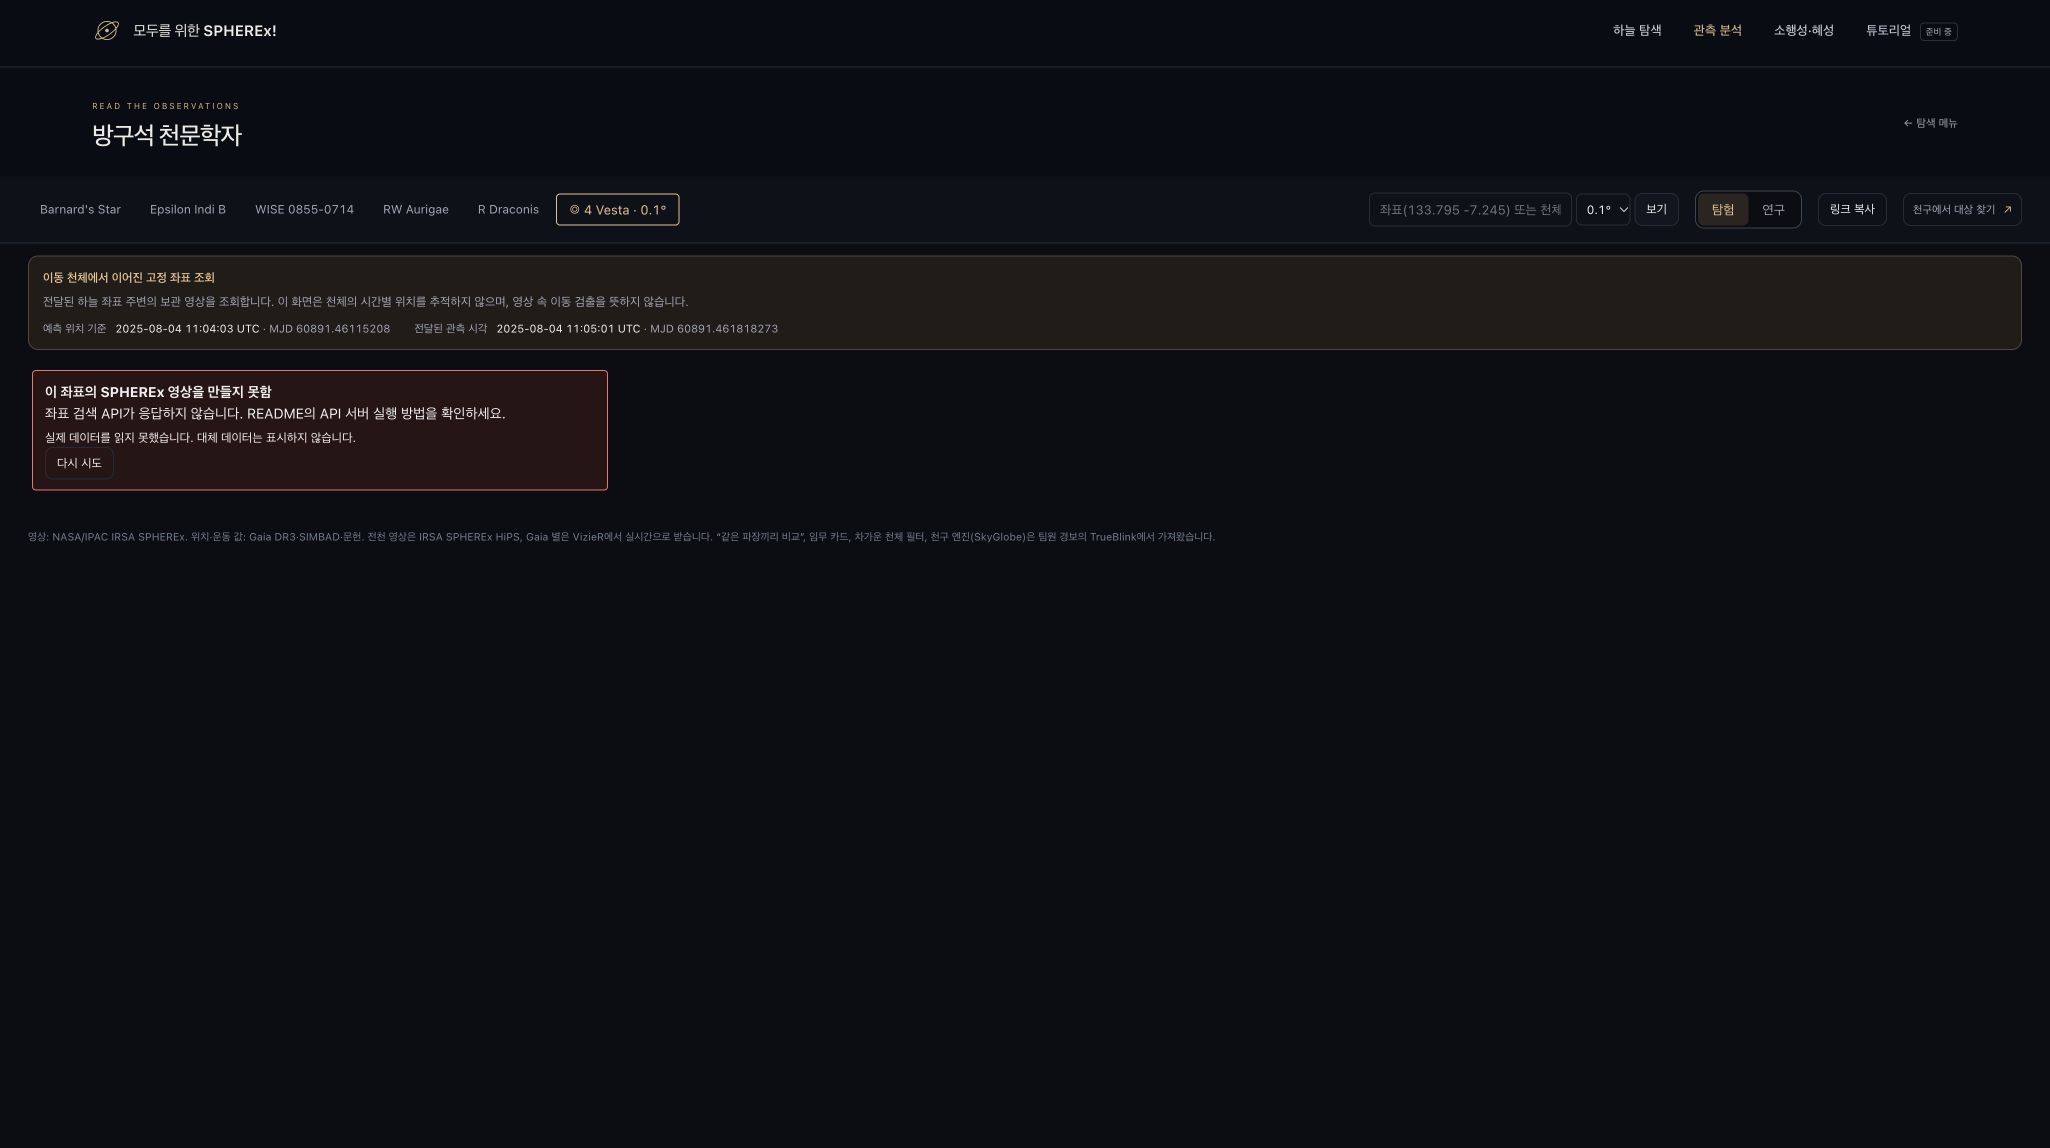 모두를 위한 SPHEREx!
하늘 탐색 관측 분석 소행성·혜성 튜토리얼 준비 중
READ THE OBSERVATIONS
방구석 천문학자
← 탐색 메뉴
Barnard's Star Epsilon Indi B WISE 0855-0714 RW Aurigae R Draconis ◎ 4 Vesta · 0.1° 좌표(133.795 -7.245) 또는 천체 0.1° 보기 탐험 연구 링크 복사 천구에서 대상 찾기 ↗
이동 천체에서 이어진 고정 좌표 조회
전달된 하늘 좌표 주변의 보관 영상을 조회합니다. 이 화면은 천체의 시간별 위치를 추적하지 않으며, 영상 속 이동 검출을 뜻하지 않습니다.
예측 위치 기준 2025-08-04 11:04:03 UTC · MJD 60891.46115208 전달된 관측 시각 2025-08-04 11:05:01 UTC · MJD 60891.461818273
이 좌표의 SPHEREx 영상을 만들지 못함
좌표 검색 API가 응답하지 않습니다. README의 API 서버 실행 방법을 확인하세요.
실제 데이터를 읽지 못했습니다. 대체 데이터는 표시하지 않습니다.
다시 시도
영상: NASA/IPAC IRSA SPHEREx. 위치·운동 값: Gaia DR3·SIMBAD·문헌. 전천 영상은 IRSA SPHEREx HiPS, Gaia 별은 VizieR에서 실시간으로 받습니다. “같은 파장끼리 비교”, 임무 카드, 차가운 천체 필터, 천구 엔진(SkyGlobe)은 팀원 경보의 TrueBlink에서 가져왔습니다.